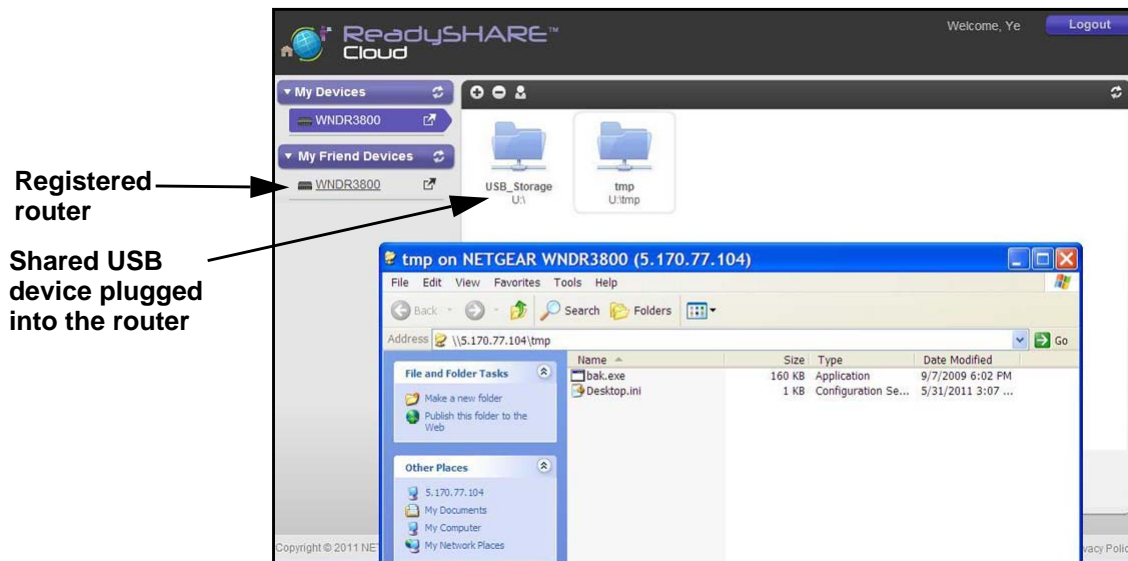 ReadySHARE™
Cloud
Welcome, Ye
Logout
My Devices
WNDR3800
My Friend Devices
WNDR3800
USB_Storage
U:\
tmp
U:\tmp
Registered
router
Shared USB
device plugged
into the router
tmp on NETGEAR WNDR3800 (5.170.77.104)
File Edit View Favorites Tools Help
Back Search Folders
Address \\5.170.77.104\tmp Go
Name Size Type Date Modified
bak.exe 160 KB Application 9/7/2009 6:02 PM
Desktop.ini 1 KB Configuration Se... 5/31/2011 3:07 ...
File and Folder Tasks
Make a new folder
Publish this folder to the
Web
Other Places
5.170.77.104
My Documents
My Computer
My Network Places
Copyright © 2011 NE
vacy Polic